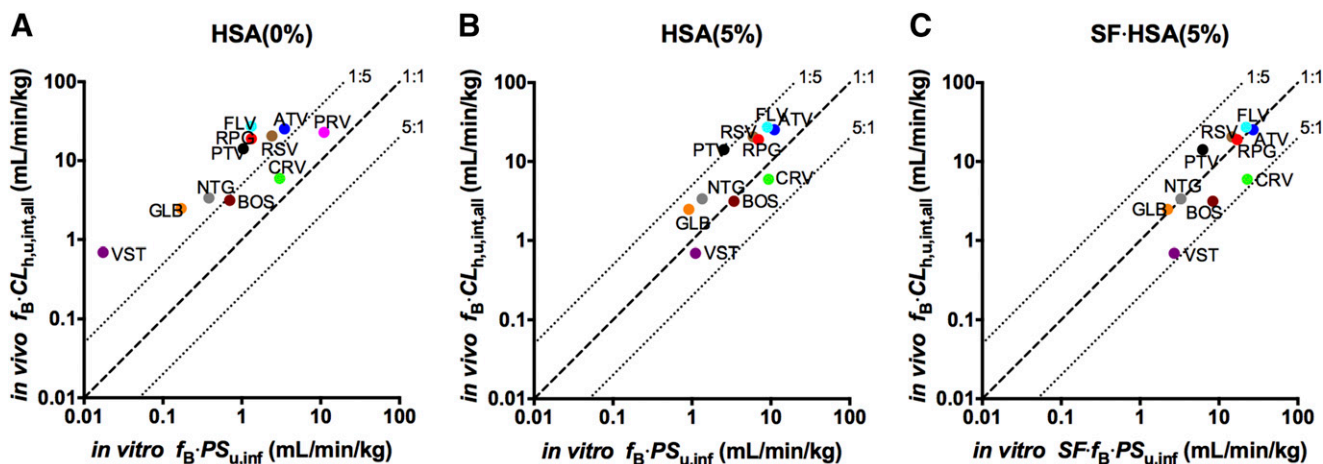 A
HSA(0%)
in vivo fB·CLh,u,int,all (mL/min/kg)
100
10
1
0.1
0.01
0.01
0.1
1
10
100
in vitro fB·PSu,inf (mL/min/kg)
1:5
1:1
5:1
FLV
ATV
PRV
RPG
RSV
PTV
CRV
NTG
BOS
GLB
VST
B
HSA(5%)
in vivo fB·CLh,u,int,all (mL/min/kg)
100
10
1
0.1
0.01
0.01
0.1
1
10
100
in vitro fB·PSu,inf (mL/min/kg)
1:5
1:1
5:1
FLV
ATV
RSV
RPG
PTV
CRV
NTG
BOS
GLB
VST
C
SF·HSA(5%)
in vivo fB·CLh,u,int,all (mL/min/kg)
100
10
1
0.1
0.01
0.01
0.1
1
10
100
in vitro SF·fB·PSu,inf (mL/min/kg)
1:5
1:1
5:1
FLV
RSV
ATV
RPG
PTV
CRV
NTG
GLB
BOS
VST